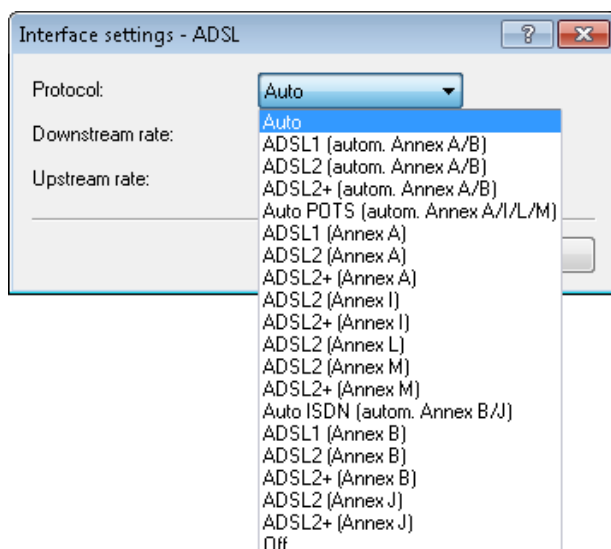 Interface settings - ADSL
?
Protocol:
Auto
Downstream rate:
Upstream rate:
Auto
ADSL1 (autom. Annex A/B)
ADSL2 (autom. Annex A/B)
ADSL2+ (autom. Annex A/B)
Auto POTS (autom. Annex A/I/L/M)
ADSL1 (Annex A)
ADSL2 (Annex A)
ADSL2+ (Annex A)
ADSL2 (Annex I)
ADSL2+ (Annex I)
ADSL2 (Annex L)
ADSL2 (Annex M)
ADSL2+ (Annex M)
Auto ISDN (autom. Annex B/J)
ADSL1 (Annex B)
ADSL2 (Annex B)
ADSL2+ (Annex B)
ADSL2 (Annex J)
ADSL2+ (Annex J)
Off